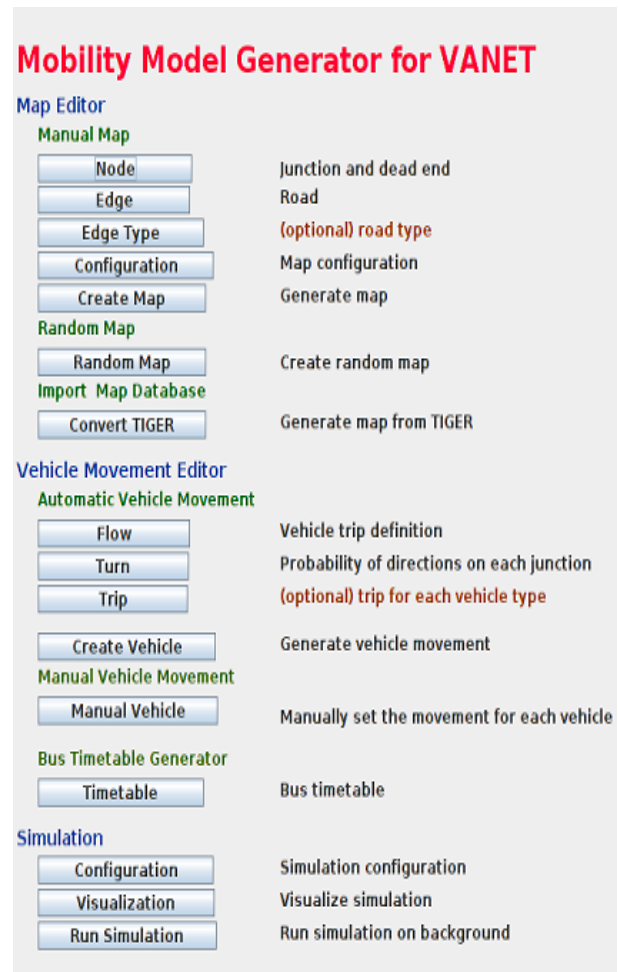 Mobility Model Generator for VANET
Map Editor
Manual Map
Node Junction and dead end
Edge Road
Edge Type (optional) road type
Configuration Map configuration
Create Map Generate map
Random Map
Random Map Create random map
Import Map Database
Convert TIGER Generate map from TIGER
Vehicle Movement Editor
Automatic Vehicle Movement
Flow Vehicle trip definition
Turn Probability of directions on each junction
Trip (optional) trip for each vehicle type
Create Vehicle Generate vehicle movement
Manual Vehicle Movement
Manual Vehicle Manually set the movement for each vehicle
Bus Timetable Generator
Timetable Bus timetable
Simulation
Configuration Simulation configuration
Visualization Visualize simulation
Run Simulation Run simulation on background